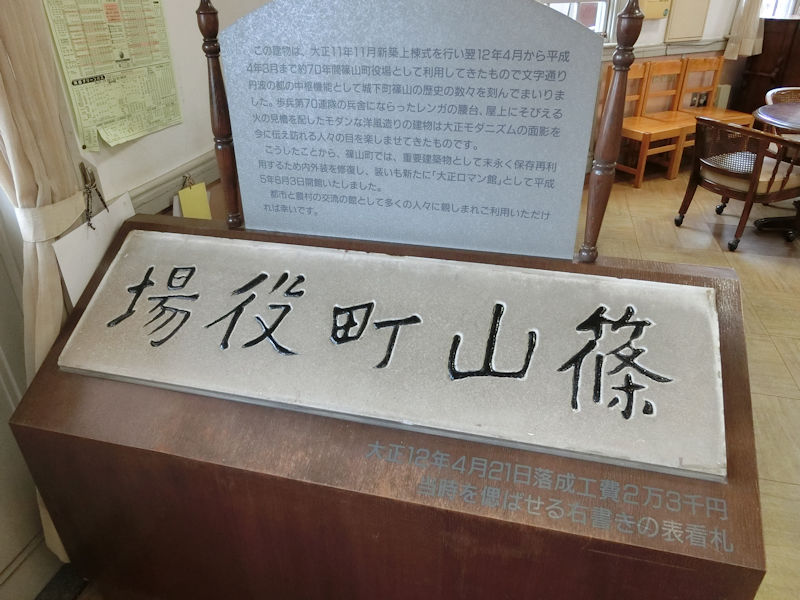 この建物は、大正11年11月新築上棟式を行い翌12年4月から平成
4年3月まで約70年間篠山町役場として利用してきたもので文字通り
丹波の都の中枢機能として城下町篠山の歴史の数々を刻んでまいりま
した。歩兵第70連隊の兵舎にならったレンガの腰台、屋上にそびえる
火の見櫓を配したモダンな洋風造りの建物は大正モダニズムの面影を
今に伝え訪れる人々の目を楽しませてきたものです。
こうしたことから、篠山町では、重要建築物として末永く保存再利
用するため内外装を修復し、装いも新たに「大正ロマン館」として平成
5年6月3日開館いたしました。
都市と農村の交流の館として多くの人々に親しまれご利用いただけ
れば幸いです。
場役町山篠
大正12年4月21日落成工費2万3千円
当時を偲ばせる右書きの表看札